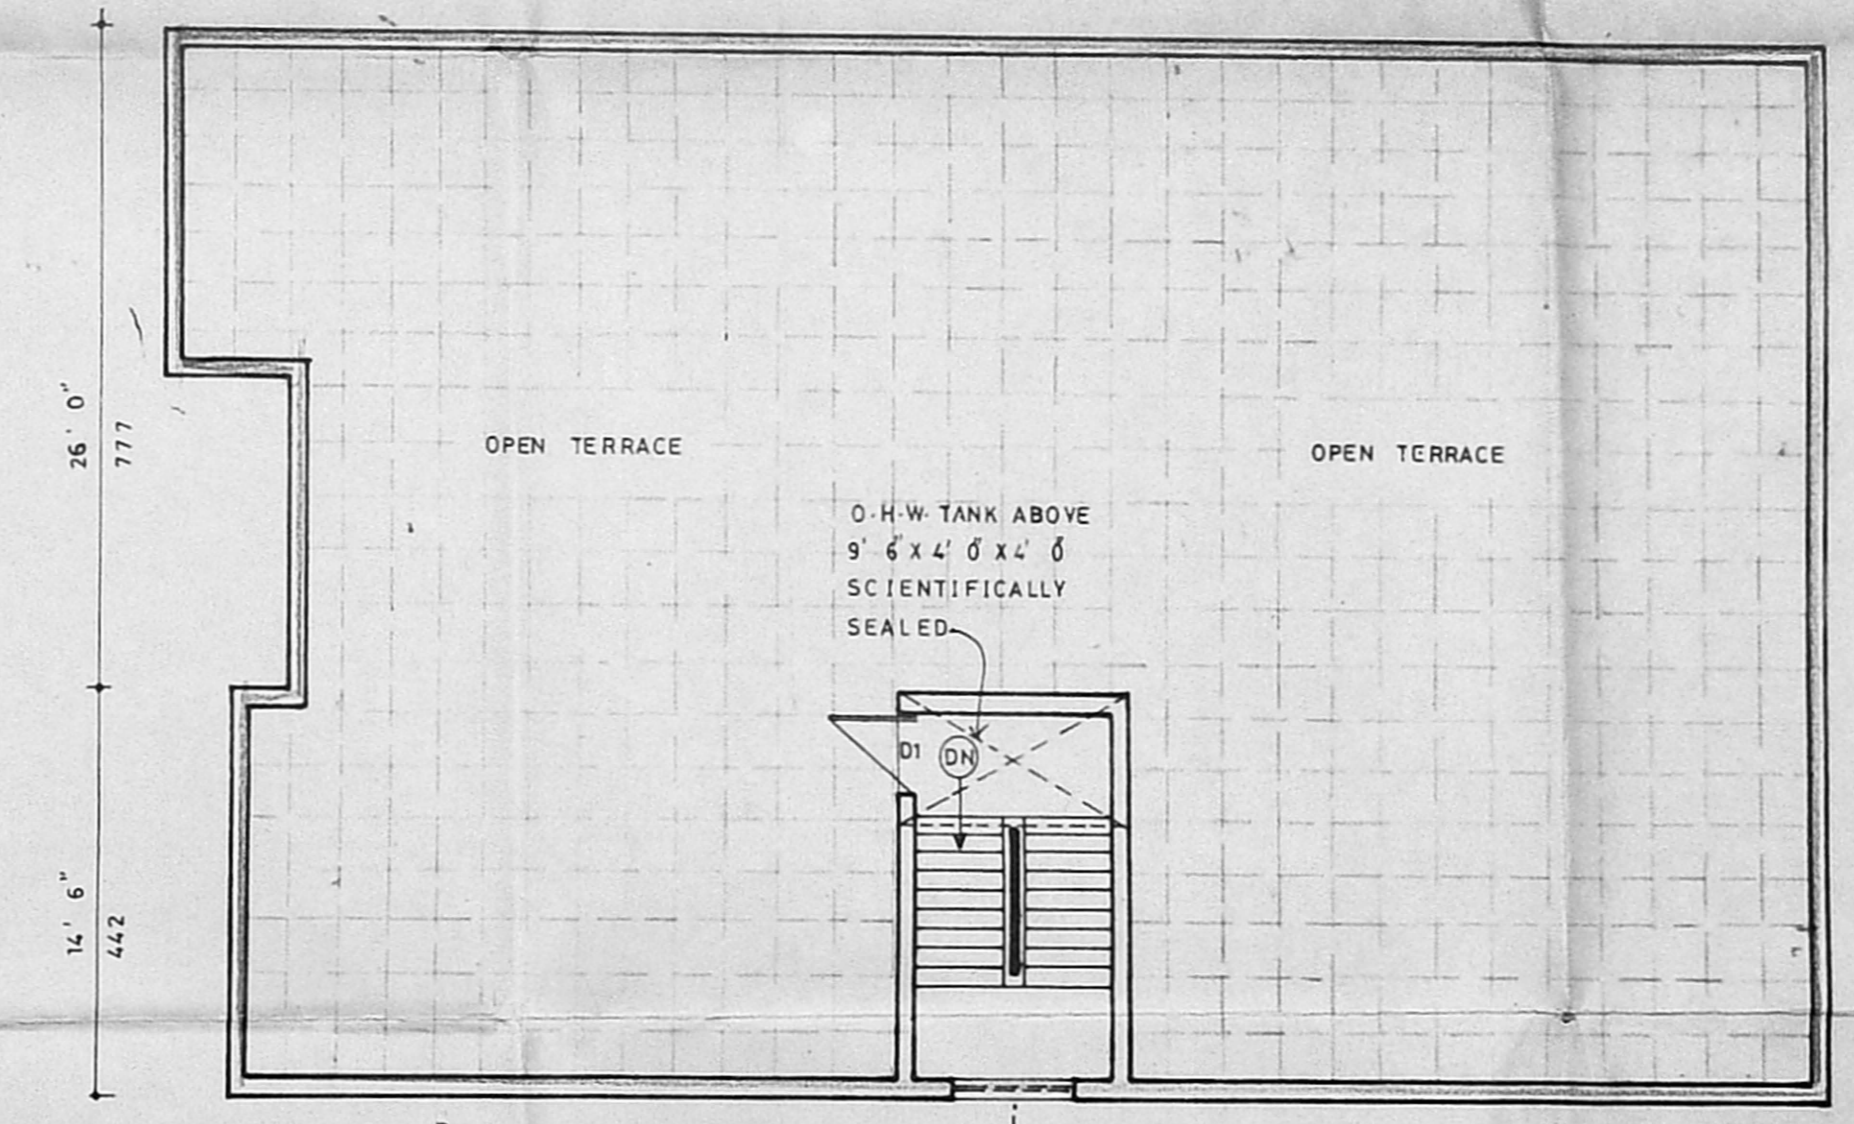 26' 0"
777
OPEN TERRACE
OPEN TERRACE
O.H.W. TANK ABOVE
9' 6" X 4' 0" X 4' 0"
SCIENTIFICALLY
SEALED
D1
DN
14' 6"
442